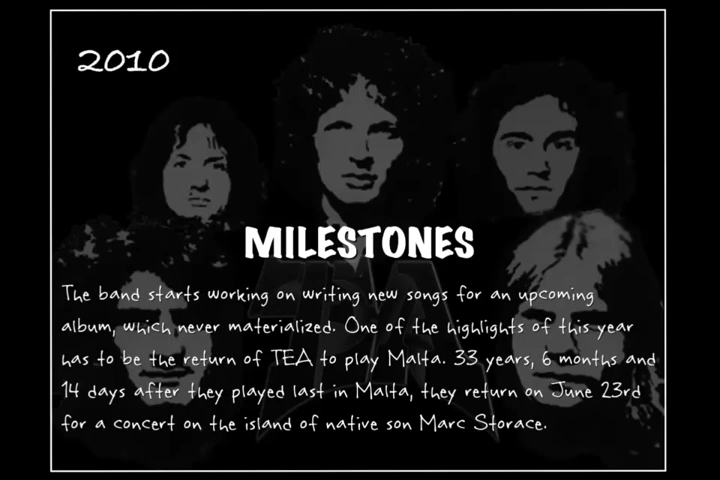 2010
MILESTONES
The band starts working on writing new songs for an upcoming
album, which never materialized. One of the highlights of this year
has to be the return of TEA to play Malta. 33 years, 6 months and
14 days after they played last in Malta, they return on June 23rd
for a concert on the island of native son Marc Storace.
TEA